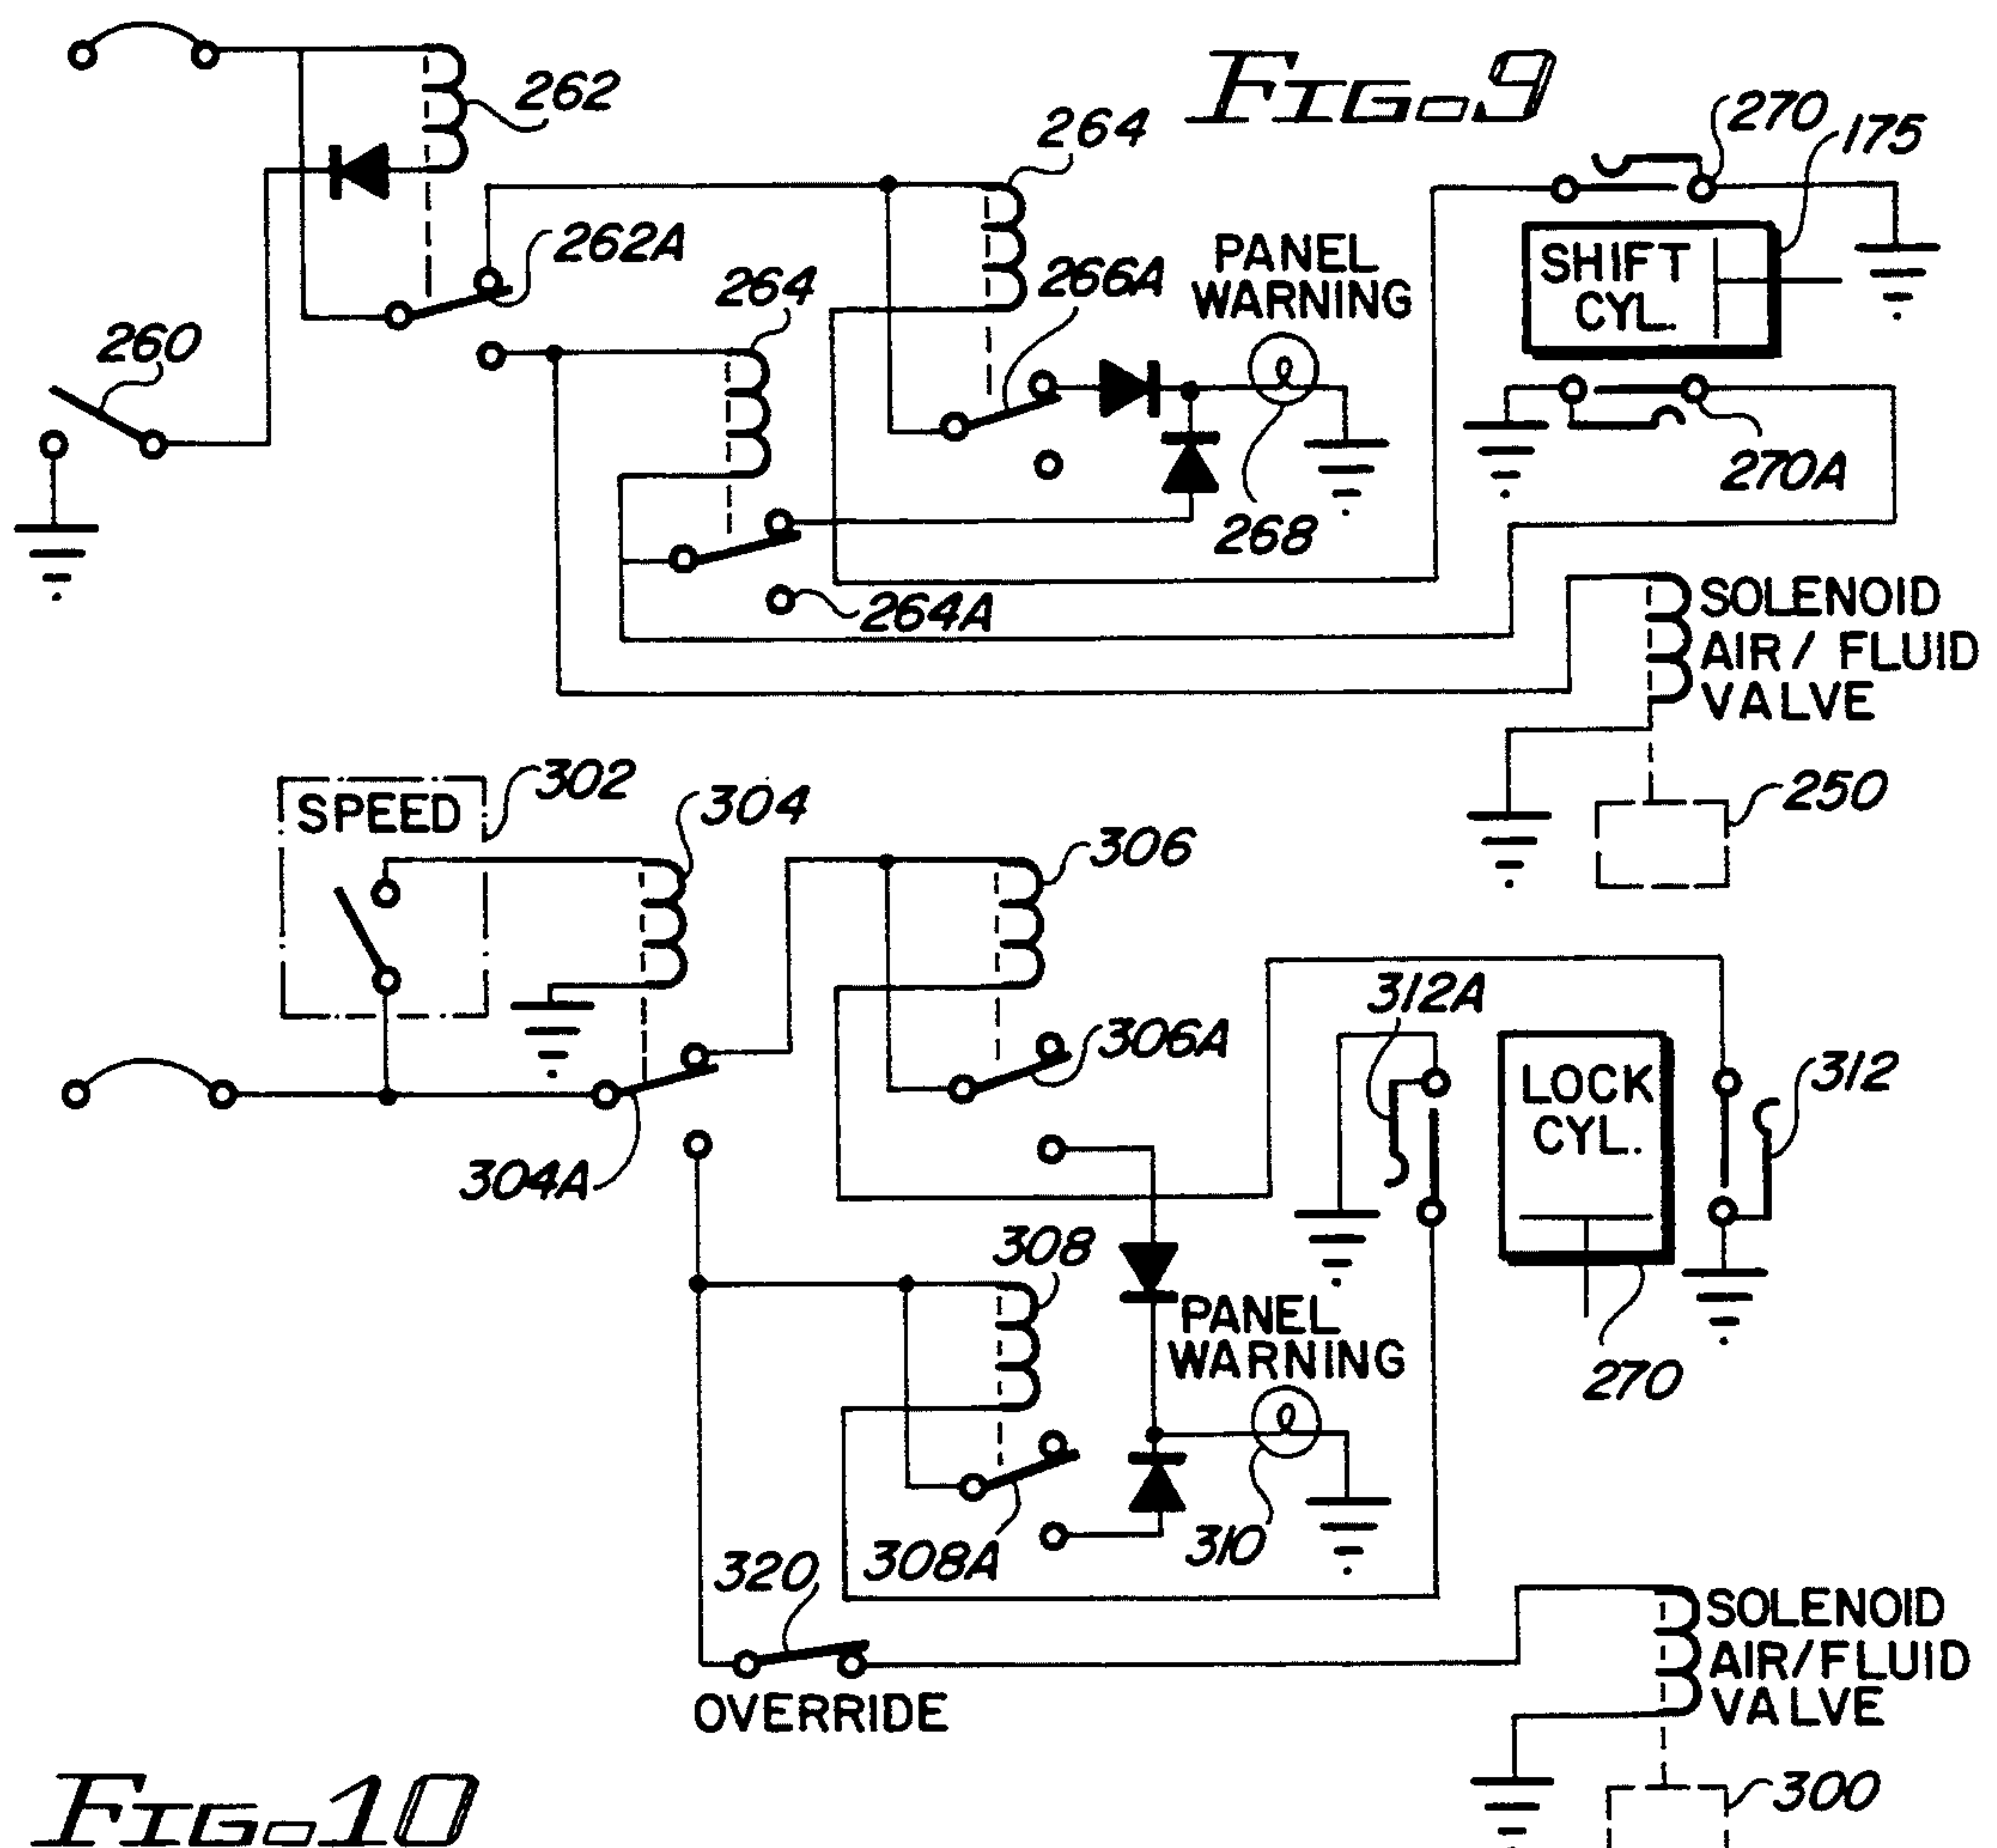 FIG. 9
262
264
270
175
262A
264
266A
PANEL
WARNING
SHIFT
CYL.
260
268
270A
264A
SOLENOID
AIR/ FLUID
VALVE
250
302
SPEED
304
306
312A
306A
LOCK
CYL.
312
304A
308
PANEL
WARNING
270
308A
310
320
OVERRIDE
SOLENOID
AIR/FLUID
VALVE
300
FIG. 10